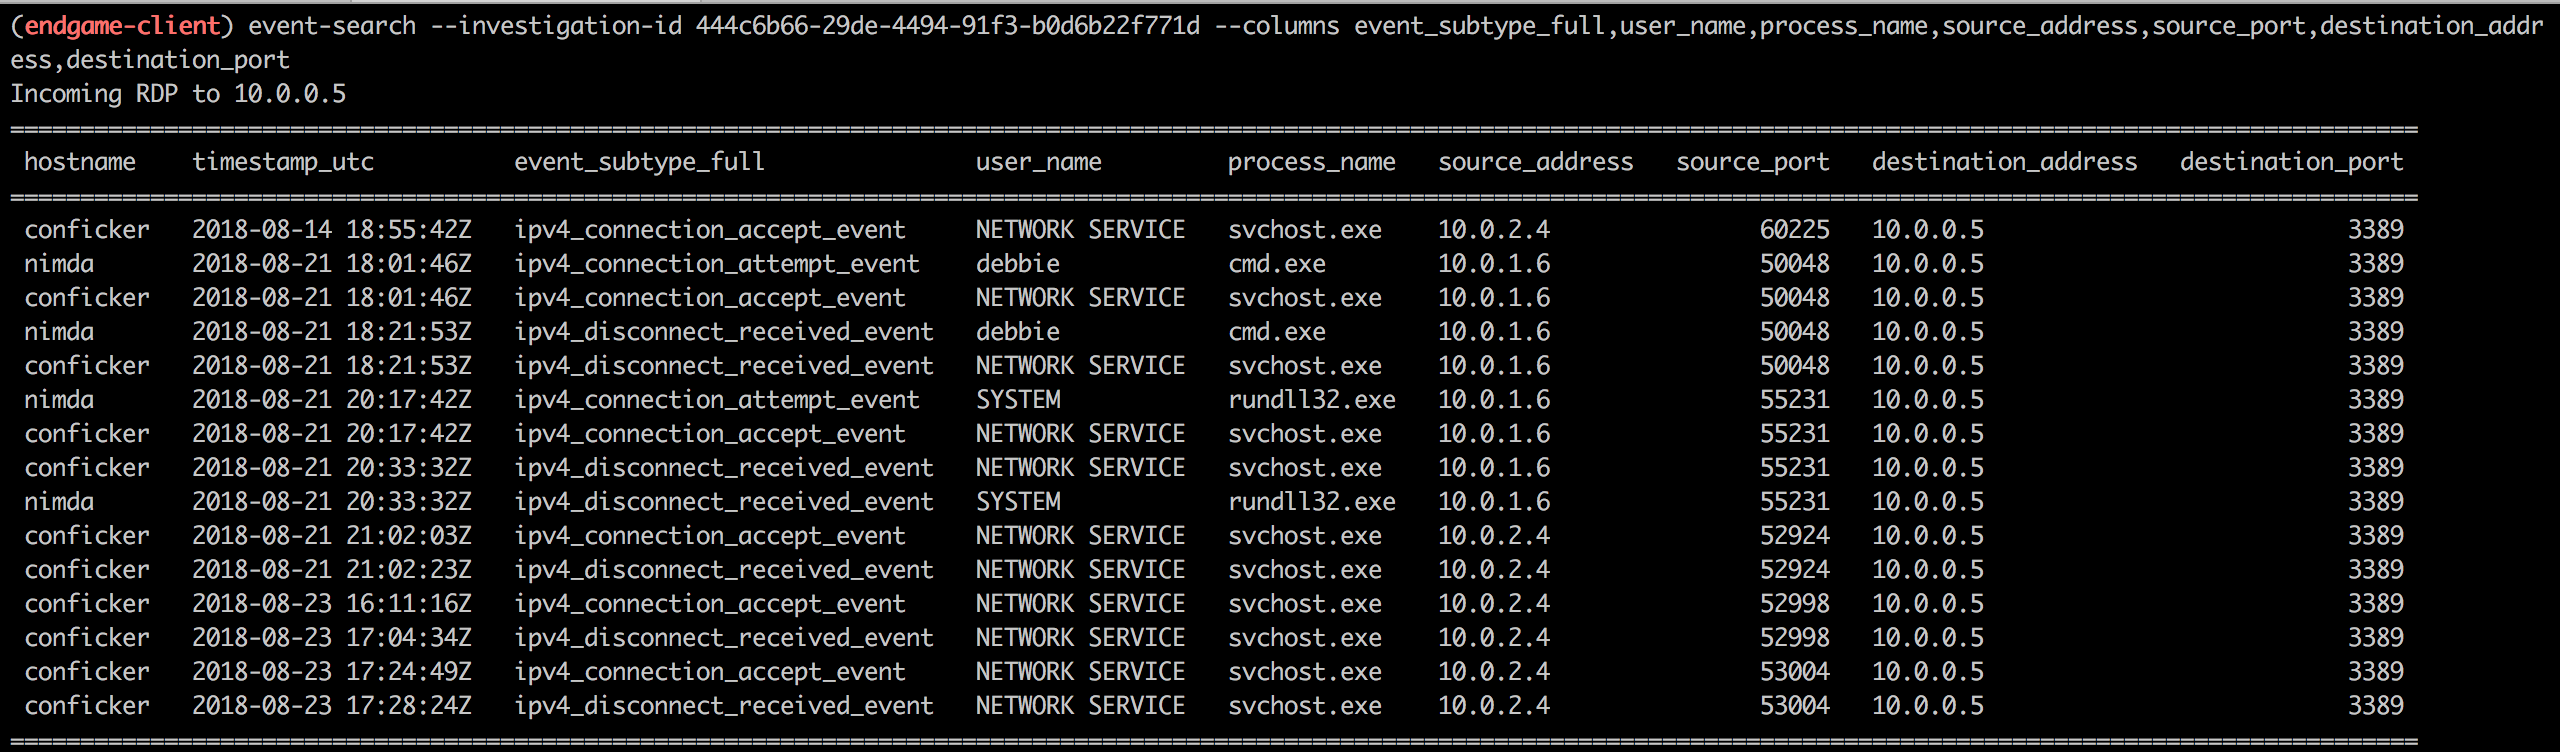 (endgame-client) event-search --investigation-id 444c6b66-29de-4494-91f3-b0d6b22f771d --columns event_subtype_full,user_name,process_name,source_address,source_port,destination_addr
ess,destination_port
Incoming RDP to 10.0.0.5
hostname timestamp_utc event_subtype_full user_name process_name source_address source_port destination_address destination_port
conficker 2018-08-14 18:55:42Z ipv4_connection_accept_event NETWORK SERVICE svchost.exe 10.0.2.4 60225 10.0.0.5 3389
nimda 2018-08-21 18:01:46Z ipv4_connection_attempt_event debbie cmd.exe 10.0.1.6 50048 10.0.0.5 3389
conficker 2018-08-21 18:01:46Z ipv4_connection_accept_event NETWORK SERVICE svchost.exe 10.0.1.6 50048 10.0.0.5 3389
nimda 2018-08-21 18:21:53Z ipv4_disconnect_received_event debbie cmd.exe 10.0.1.6 50048 10.0.0.5 3389
conficker 2018-08-21 18:21:53Z ipv4_disconnect_received_event NETWORK SERVICE svchost.exe 10.0.1.6 50048 10.0.0.5 3389
nimda 2018-08-21 20:17:42Z ipv4_connection_attempt_event SYSTEM rundll32.exe 10.0.1.6 55231 10.0.0.5 3389
conficker 2018-08-21 20:17:42Z ipv4_connection_accept_event NETWORK SERVICE svchost.exe 10.0.1.6 55231 10.0.0.5 3389
conficker 2018-08-21 20:33:32Z ipv4_disconnect_received_event NETWORK SERVICE svchost.exe 10.0.1.6 55231 10.0.0.5 3389
nimda 2018-08-21 20:33:32Z ipv4_disconnect_received_event SYSTEM rundll32.exe 10.0.1.6 55231 10.0.0.5 3389
conficker 2018-08-21 21:02:03Z ipv4_connection_accept_event NETWORK SERVICE svchost.exe 10.0.2.4 52924 10.0.0.5 3389
conficker 2018-08-21 21:02:23Z ipv4_disconnect_received_event NETWORK SERVICE svchost.exe 10.0.2.4 52924 10.0.0.5 3389
conficker 2018-08-23 16:11:16Z ipv4_connection_accept_event NETWORK SERVICE svchost.exe 10.0.2.4 52998 10.0.0.5 3389
conficker 2018-08-23 17:04:34Z ipv4_disconnect_received_event NETWORK SERVICE svchost.exe 10.0.2.4 52998 10.0.0.5 3389
conficker 2018-08-23 17:24:49Z ipv4_connection_accept_event NETWORK SERVICE svchost.exe 10.0.2.4 53004 10.0.0.5 3389
conficker 2018-08-23 17:28:24Z ipv4_disconnect_received_event NETWORK SERVICE svchost.exe 10.0.2.4 53004 10.0.0.5 3389